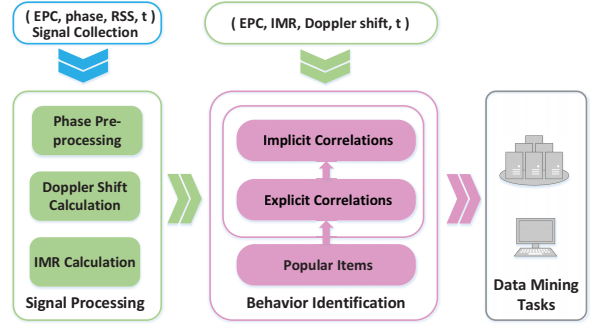 ( EPC, phase, RSS, t )
Signal Collection
( EPC, IMR, Doppler shift, t )
Phase Pre-
processing
Doppler Shift
Calculation
IMR Calculation
Signal Processing
Implicit Correlations
Explicit Correlations
Popular Items
Behavior Identification
Data Mining
Tasks